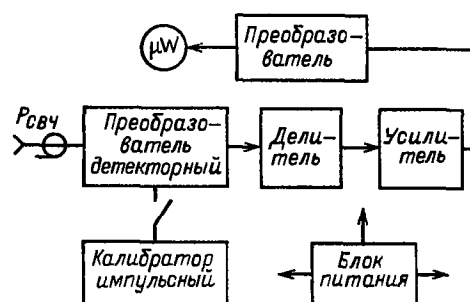 μW
Преобразо-
ватель
Pсвч
Преобразо-
ватель
детекторный
Дели-
тель
Усили-
тель
Калибратор
импульсный
Блок
питания